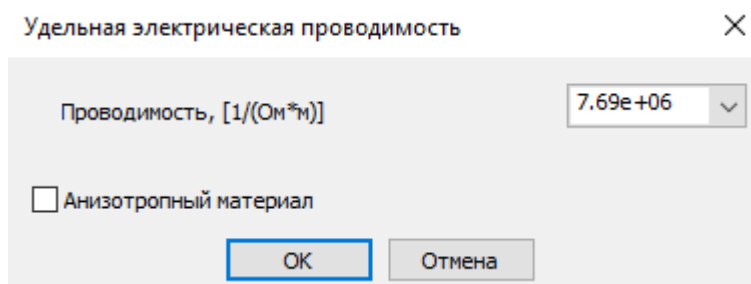 Удельная электрическая проводимость
Проводимость, [1/(Ом*м)] 7.69e+06
Анизотропный материал
OK Отмена